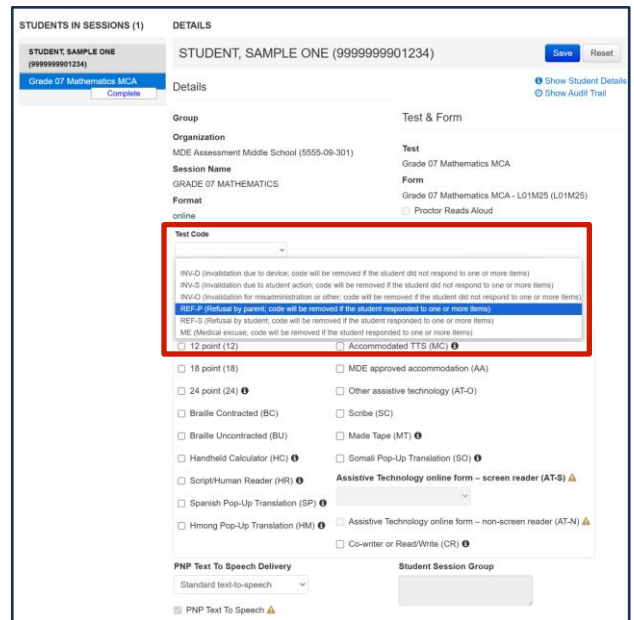 STUDENTS IN SESSIONS (1)
STUDENT, SAMPLE ONE
(9999999901234)
Grade 07 Mathematics MCA
Complete
DETAILS
STUDENT, SAMPLE ONE (9999999901234)
Save
Reset
Details
Show Student Details
Show Audit Trail
Group
Organization
MDE Assessment Middle School (5555-09-301)
Session Name
GRADE 07 MATHEMATICS
Format
online
Test & Form
Test
Grade 07 Mathematics MCA
Form
Grade 07 Mathematics MCA - L01M25 (L01M25)
Proctor Reads Aloud
Test Code
INV-D (Invalidation due to device; code will be removed if the student did not respond to one or more items)
INV-S (Invalidation due to student action; code will be removed if the student did not respond to one or more items)
INV-O (Invalidation for misadministration or other; code will be removed if the student did not respond to one or more items)
REF-P (Refusal by parent; code will be removed if the student responded to one or more items)
REF-S (Refusal by student; code will be removed if the student responded to one or more items)
ME (Medical excuse; code will be removed if the student responded to one or more items)
12 point (12)
Accommodated TTS (MC)
18 point (18)
MDE approved accommodation (AA)
24 point (24)
Other assistive technology (AT-O)
Braille Contracted (BC)
Scribe (SC)
Braille Uncontracted (BU)
Made Tape (MT)
Handheld Calculator (HC)
Somali Pop-Up Translation (SO)
Script/Human Reader (HR)
Assistive Technology online form – screen reader (AT-S)
Spanish Pop-Up Translation (SP)
Hmong Pop-Up Translation (HM)
Assistive Technology online form – non-screen reader (AT-N)
Co-writer or Read/Write (CR)
PNP Text To Speech Delivery
Standard text-to-speech
PNP Text To Speech
Student Session Group